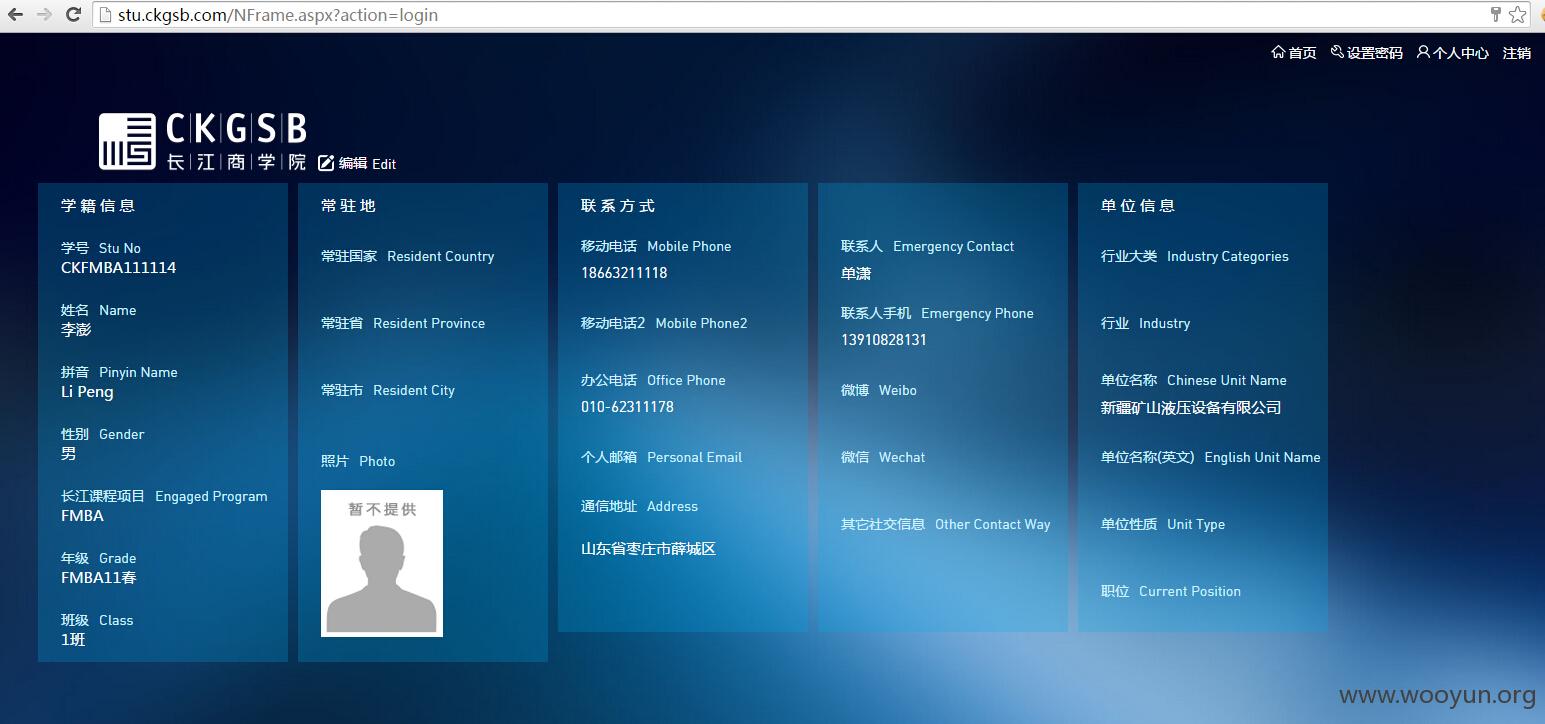 stu.ckgsb.com/NFrame.aspx?action=login
首页 设置密码 个人中心 注销
CKGSB
长江商学院
编辑 Edit
学籍信息
学号 Stu No
CKFMBA111114
姓名 Name
李澎
拼音 Pinyin Name
Li Peng
性别 Gender
男
长江课程项目 Engaged Program
FMBA
年级 Grade
FMBA11春
班级 Class
1班
常驻地
常驻国家 Resident Country
常驻省 Resident Province
常驻市 Resident City
照片 Photo
暂不提供
联系方式
移动电话 Mobile Phone
18663211118
移动电话2 Mobile Phone2
办公电话 Office Phone
010-62311178
个人邮箱 Personal Email
通信地址 Address
山东省枣庄市薛城区
联系人 Emergency Contact
单潇
联系人手机 Emergency Phone
13910828131
微博 Weibo
微信 Wechat
其它社交信息 Other Contact Way
单位信息
行业大类 Industry Categories
行业 Industry
单位名称 Chinese Unit Name
新疆矿山液压设备有限公司
单位名称(英文) English Unit Name
单位性质 Unit Type
职位 Current Position
www.wooyun.org